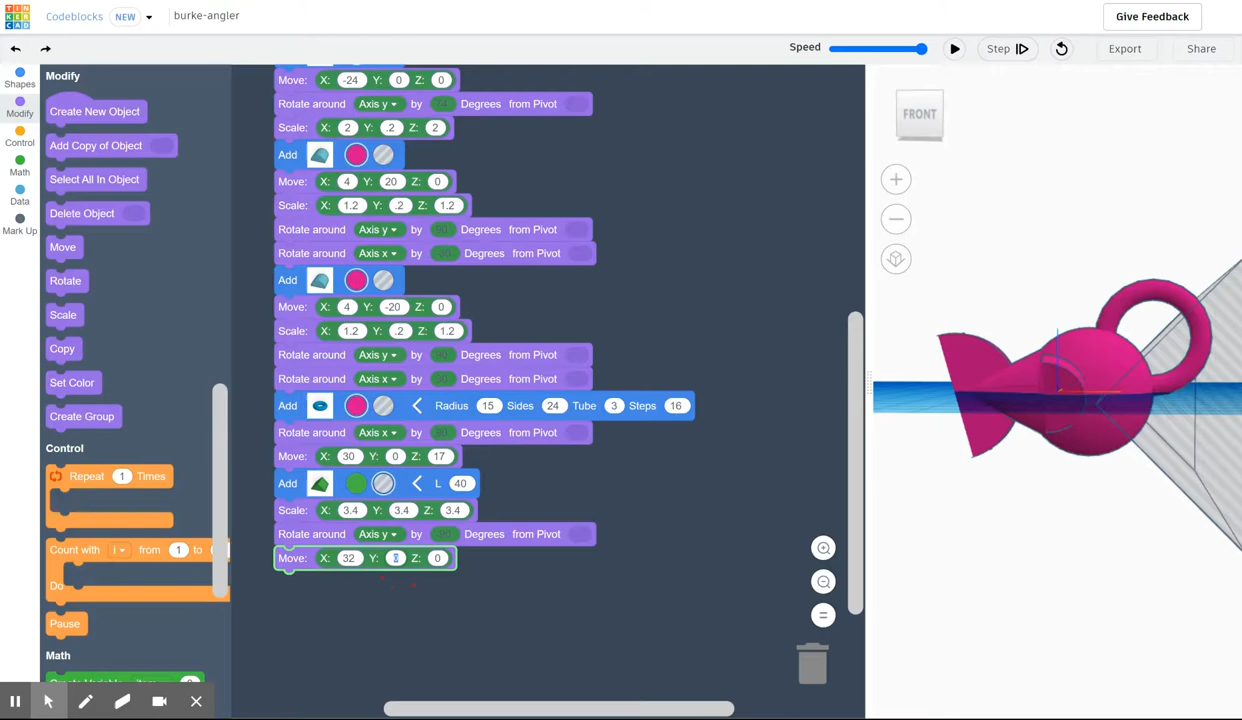 TIN
KER
CAD
Codeblocks NEW burke-angler Give Feedback
Speed Step Export Share
Shapes
Modify
Control
Math
Data
Mark Up
Modify
Create New Object
Add Copy of Object
Select All In Object
Delete Object
Move
Rotate
Scale
Copy
Set Color
Create Group
Control
Repeat 1 Times
Count with i from 1 to
Do
Pause
Math
Move: X: -24 Y: 0 Z: 0
Rotate around Axis y by Degrees from Pivot
Scale: X: 2 Y: .2 Z: 2
Add
Move: X: 4 Y: 20 Z: 0
Scale: X: 1.2 Y: .2 Z: 1.2
Rotate around Axis y by 90 Degrees from Pivot
Rotate around Axis x by Degrees from Pivot
Add
Move: X: 4 Y: -20 Z: 0
Scale: X: 1.2 Y: .2 Z: 1.2
Rotate around Axis y by 90 Degrees from Pivot
Rotate around Axis x by Degrees from Pivot
Add Radius 15 Sides 24 Tube 3 Steps 16
Rotate around Axis x by 90 Degrees from Pivot
Move: X: 30 Y: 0 Z: 17
Add L 40
Scale: X: 3.4 Y: 3.4 Z: 3.4
Rotate around Axis y by Degrees from Pivot
Move: X: 32 Y: 0 Z: 0
FRONT